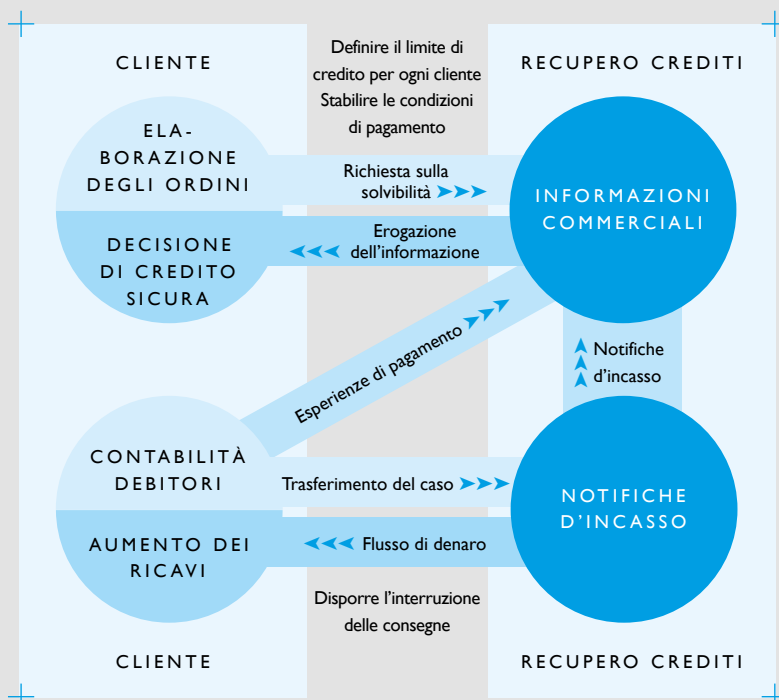 CLIENTE
Definire il limite di
credito per ogni cliente
Stabilire le condizioni
di pagamento
RECUPERO CREDITI
ELA-
BORAZIONE
DEGLI ORDINI
Richiesta sulla
solvibilità
INFORMAZIONI
COMMERCIALI
DECISIONE
DI CREDITO
SICURA
Erogazione
dell’informazione
Esperienze di pagamento
Notifiche
d’incasso
CONTABILITÀ
DEBITORI
Trasferimento del caso
NOTIFICHE
D’INCASSO
AUMENTO DEI
RICAVI
Flusso di denaro
Disporre l’interruzione
delle consegne
CLIENTE
RECUPERO CREDITI